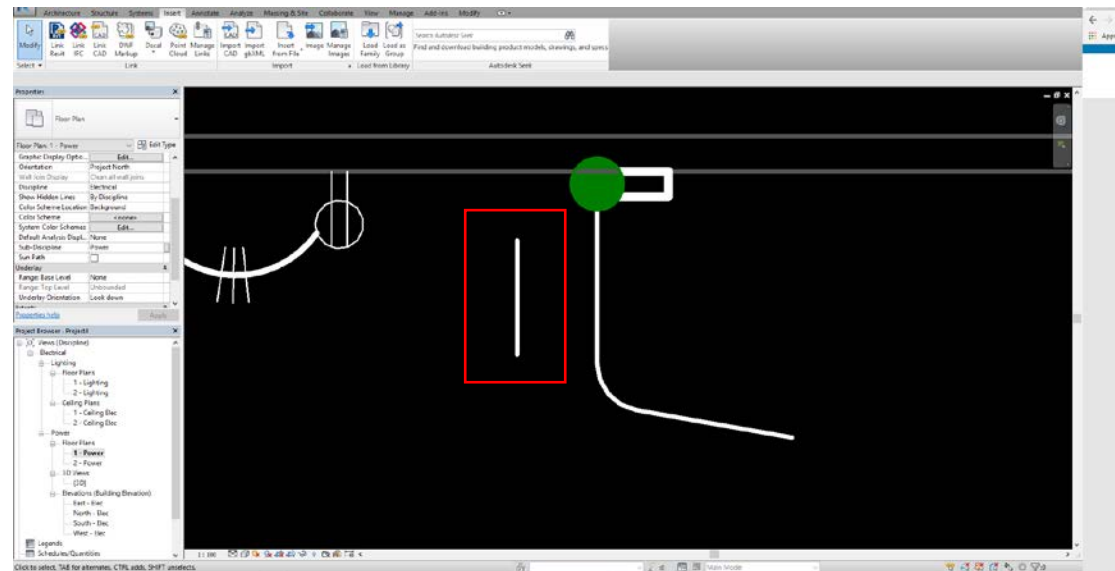 Architecture Structure Systems Insert Annotate Analyze Massing & Site Collaborate View Manage Add-Ins Modify
Modify Link Revit Link IFC Link CAD DWF Markup Decal Point Cloud Manage Links Import CAD Import gbXML Insert from File Image Manage Images Load Family Load as Group
Search Autodesk Seek
Find and download building product models, drawings, and specs
Select Link Import Load from Library Autodesk Seek
Properties
Floor Plan
Floor Plan: 1 - Power Edit Type
Graphic Display Optio... Edit...
Orientation Project North
Wall Join Display Clean all wall joins
Discipline Electrical
Show Hidden Lines By Discipline
Color Scheme Location Background
Color Scheme <none>
System Color Schemes Edit...
Default Analysis Displ... None
Sub-Discipline Power
Sun Path
Underlay
Range: Base Level None
Range: Top Level Unbounded
Underlay Orientation Look down
Extents
Properties help Apply
Project Browser - Project4
Views (Discipline)
Electrical
Lighting
Floor Plans
1 - Lighting
2 - Lighting
Ceiling Plans
1 - Ceiling Elec
2 - Ceiling Elec
Power
Floor Plans
1 - Power
2 - Power
3D Views
{3D}
Elevations (Building Elevation)
East - Elec
North - Elec
South - Elec
West - Elec
Legends
Schedules/Quantities
1 : 100
Click to select, TAB for alternates, CTRL adds, SHIFT unselects.
Main Model